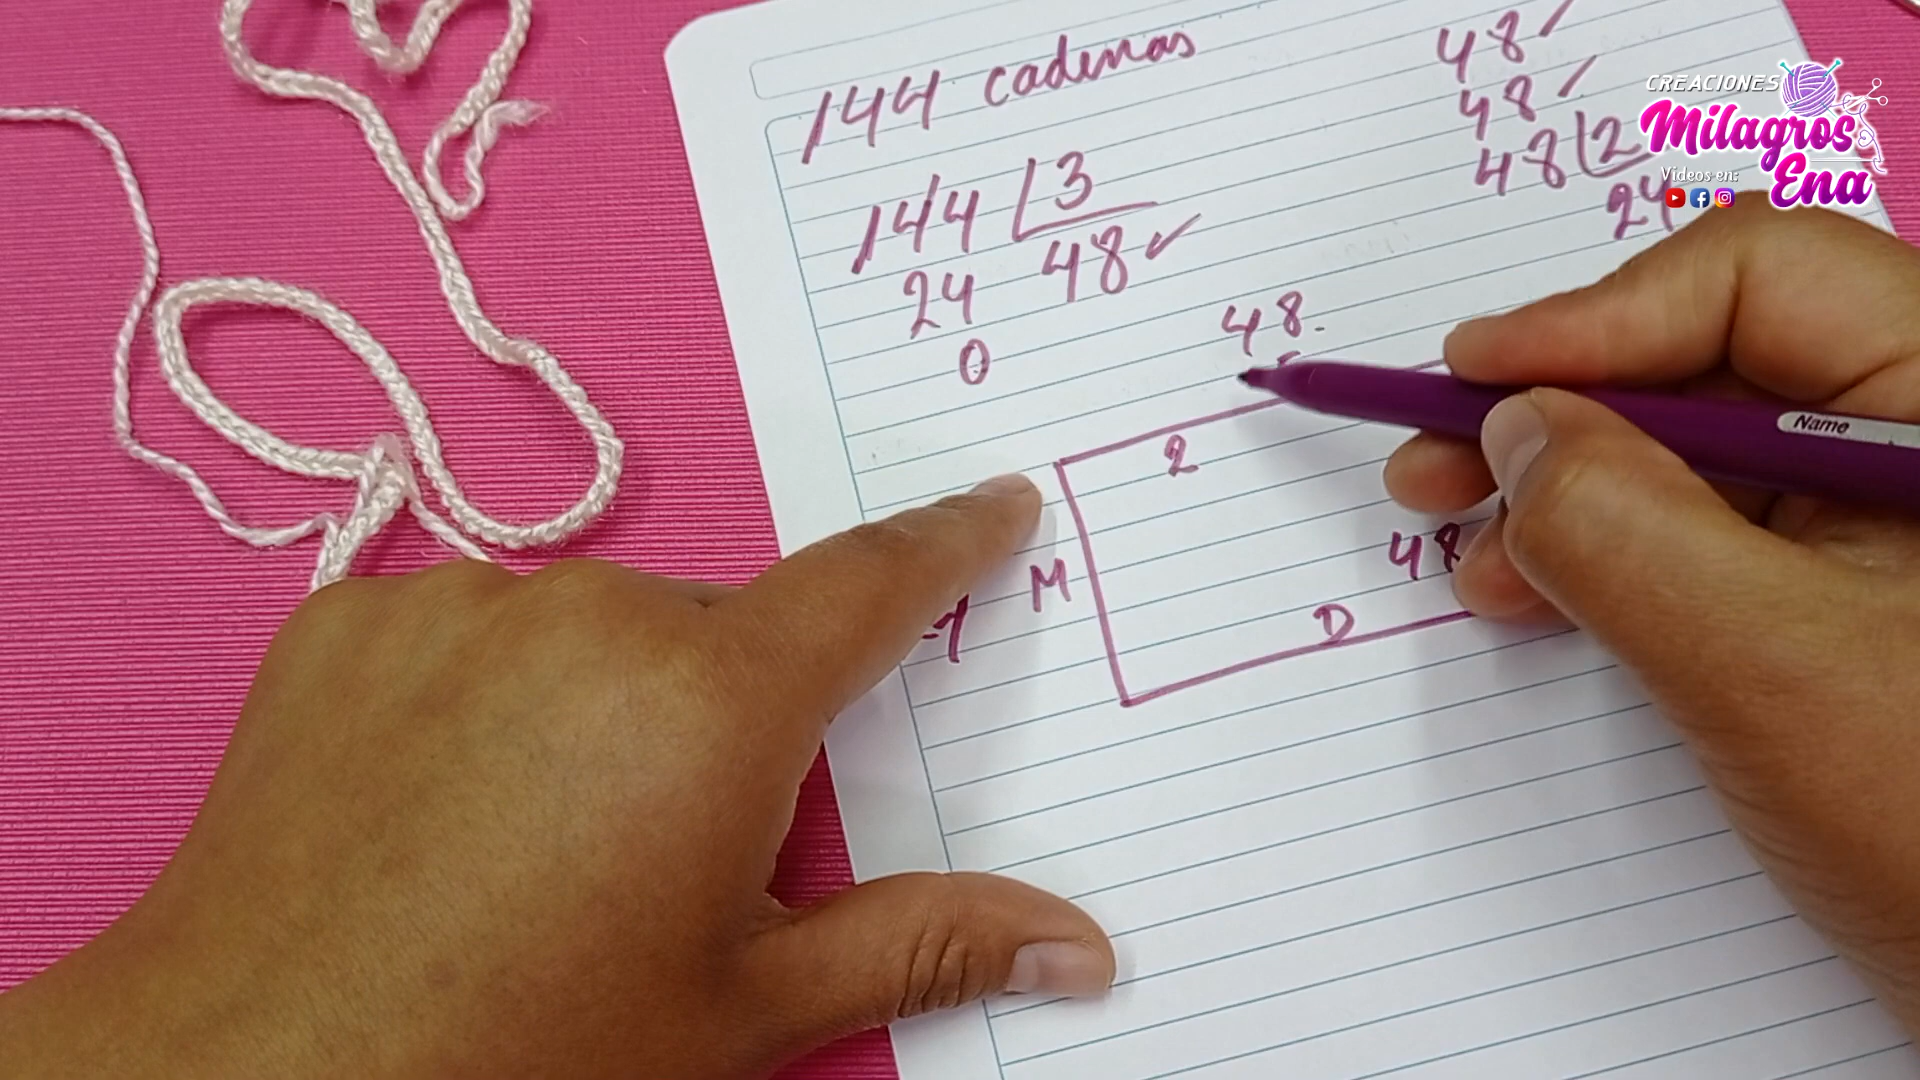 144 cadenas
144 3
24 48 ✓
0
48 ✓
48 ✓
48 2
24
48.
2
48
M
D
CREACIONES
Milagros
Ena
Videos en:
Name